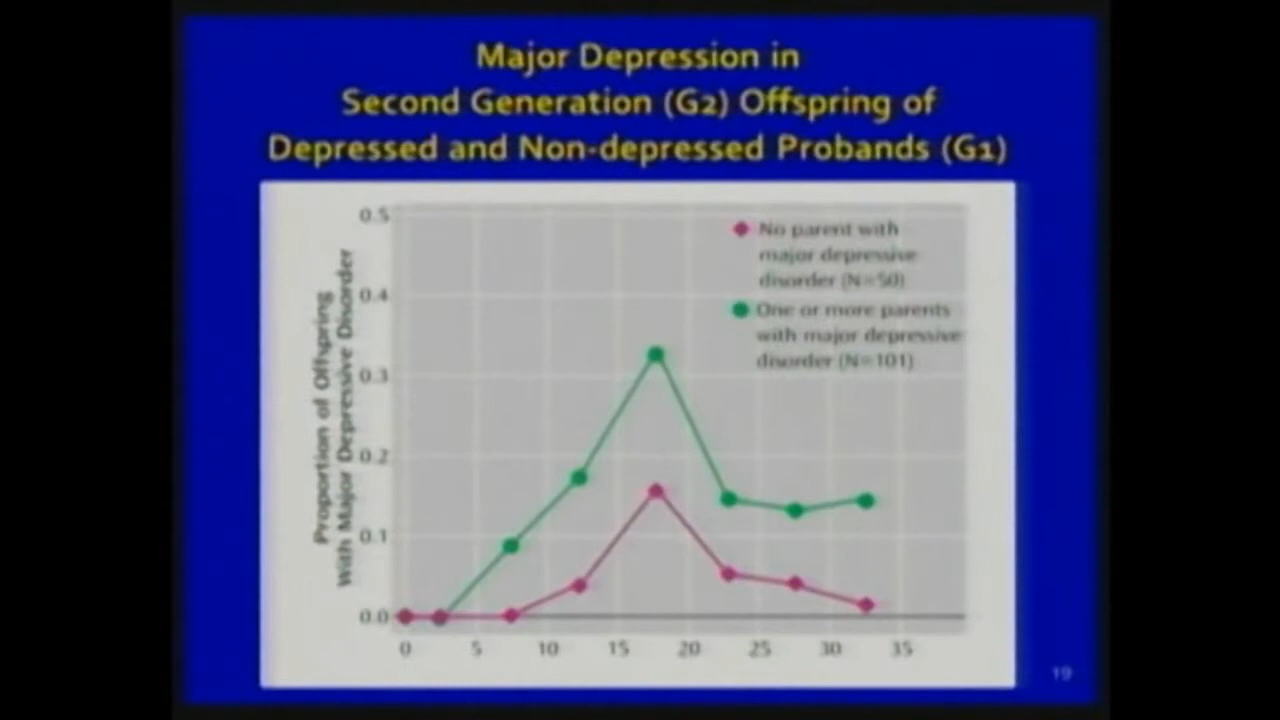 Major Depression in
Second Generation (G2) Offspring of
Depressed and Non-depressed Probands (G1)
Proportion of Offspring
With Major Depressive Disorder
0.5
0.4
0.3
0.2
0.1
0.0
No parent with
major depressive
disorder (N=50)
One or more parents
with major depressive
disorder (N=101)
0 5 10 15 20 25 30 35
19